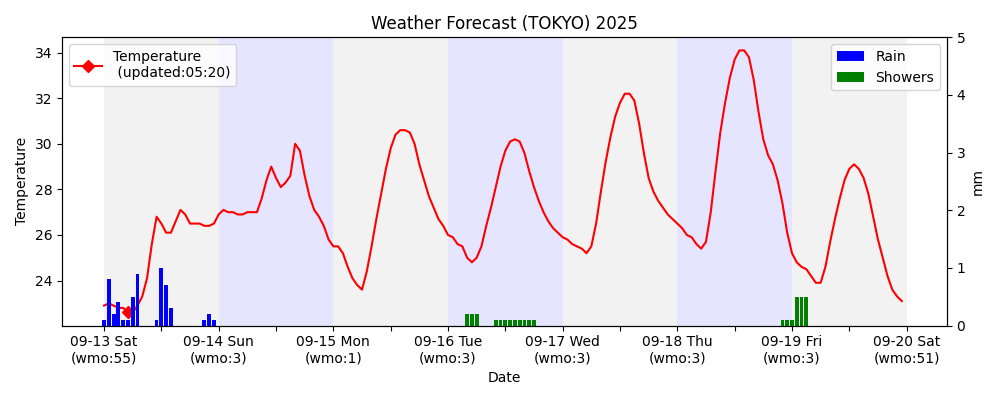 Weather Forecast (TOKYO) 2025
Temperature
(updated:05:20)
Rain
Showers
34
32
30
28
26
24
Temperature
5
4
3
2
1
0
mm
09-13 Sat
(wmo:55)
09-14 Sun
(wmo:3)
09-15 Mon
(wmo:1)
09-16 Tue
(wmo:3)
09-17 Wed
(wmo:3)
09-18 Thu
(wmo:3)
09-19 Fri
(wmo:3)
09-20 Sat
(wmo:51)
Date